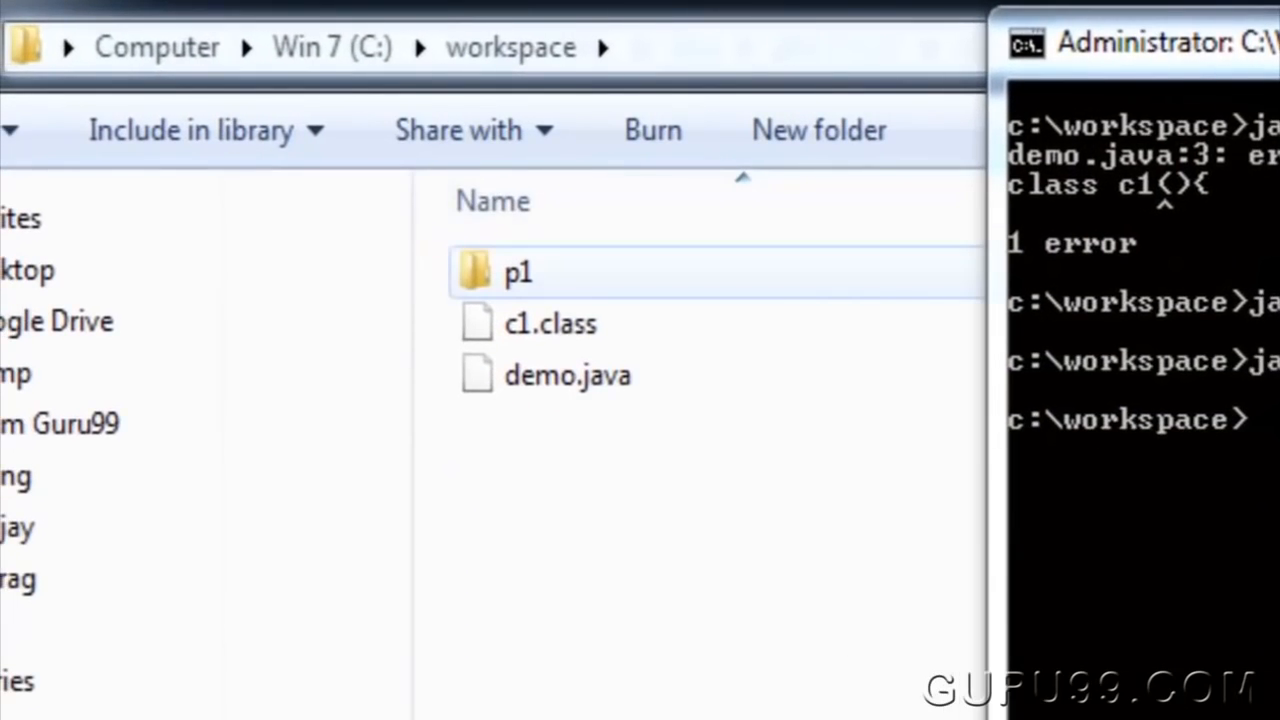 Computer Win 7 (C:) workspace
Include in library Share with Burn New folder
Name
p1
c1.class
demo.java
ites
ktop
ogle Drive
mp
m Guru99
ng
jay
rag
ries
Administrator: C:\
c:\workspace>ja
demo.java:3: er
class c1(){
^
1 error
c:\workspace>ja
c:\workspace>ja
c:\workspace>
GURU99.COM